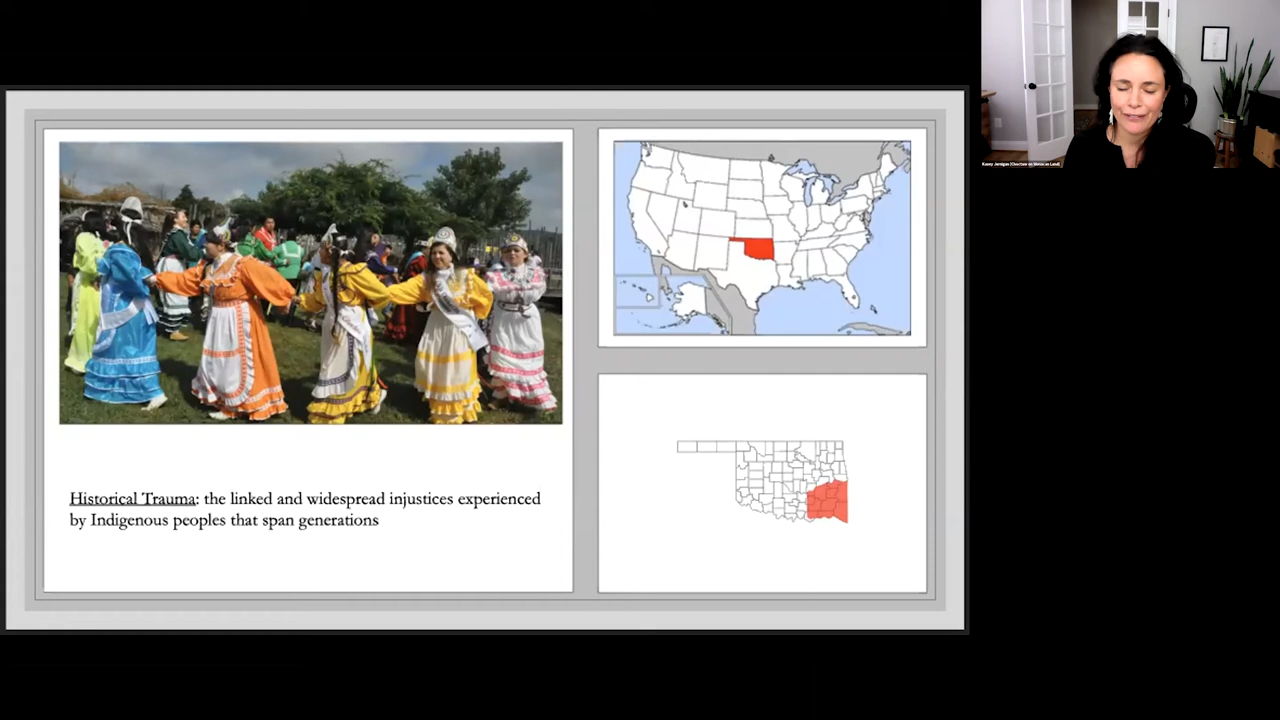 Historical Trauma: the linked and widespread injustices experienced
by Indigenous peoples that span generations